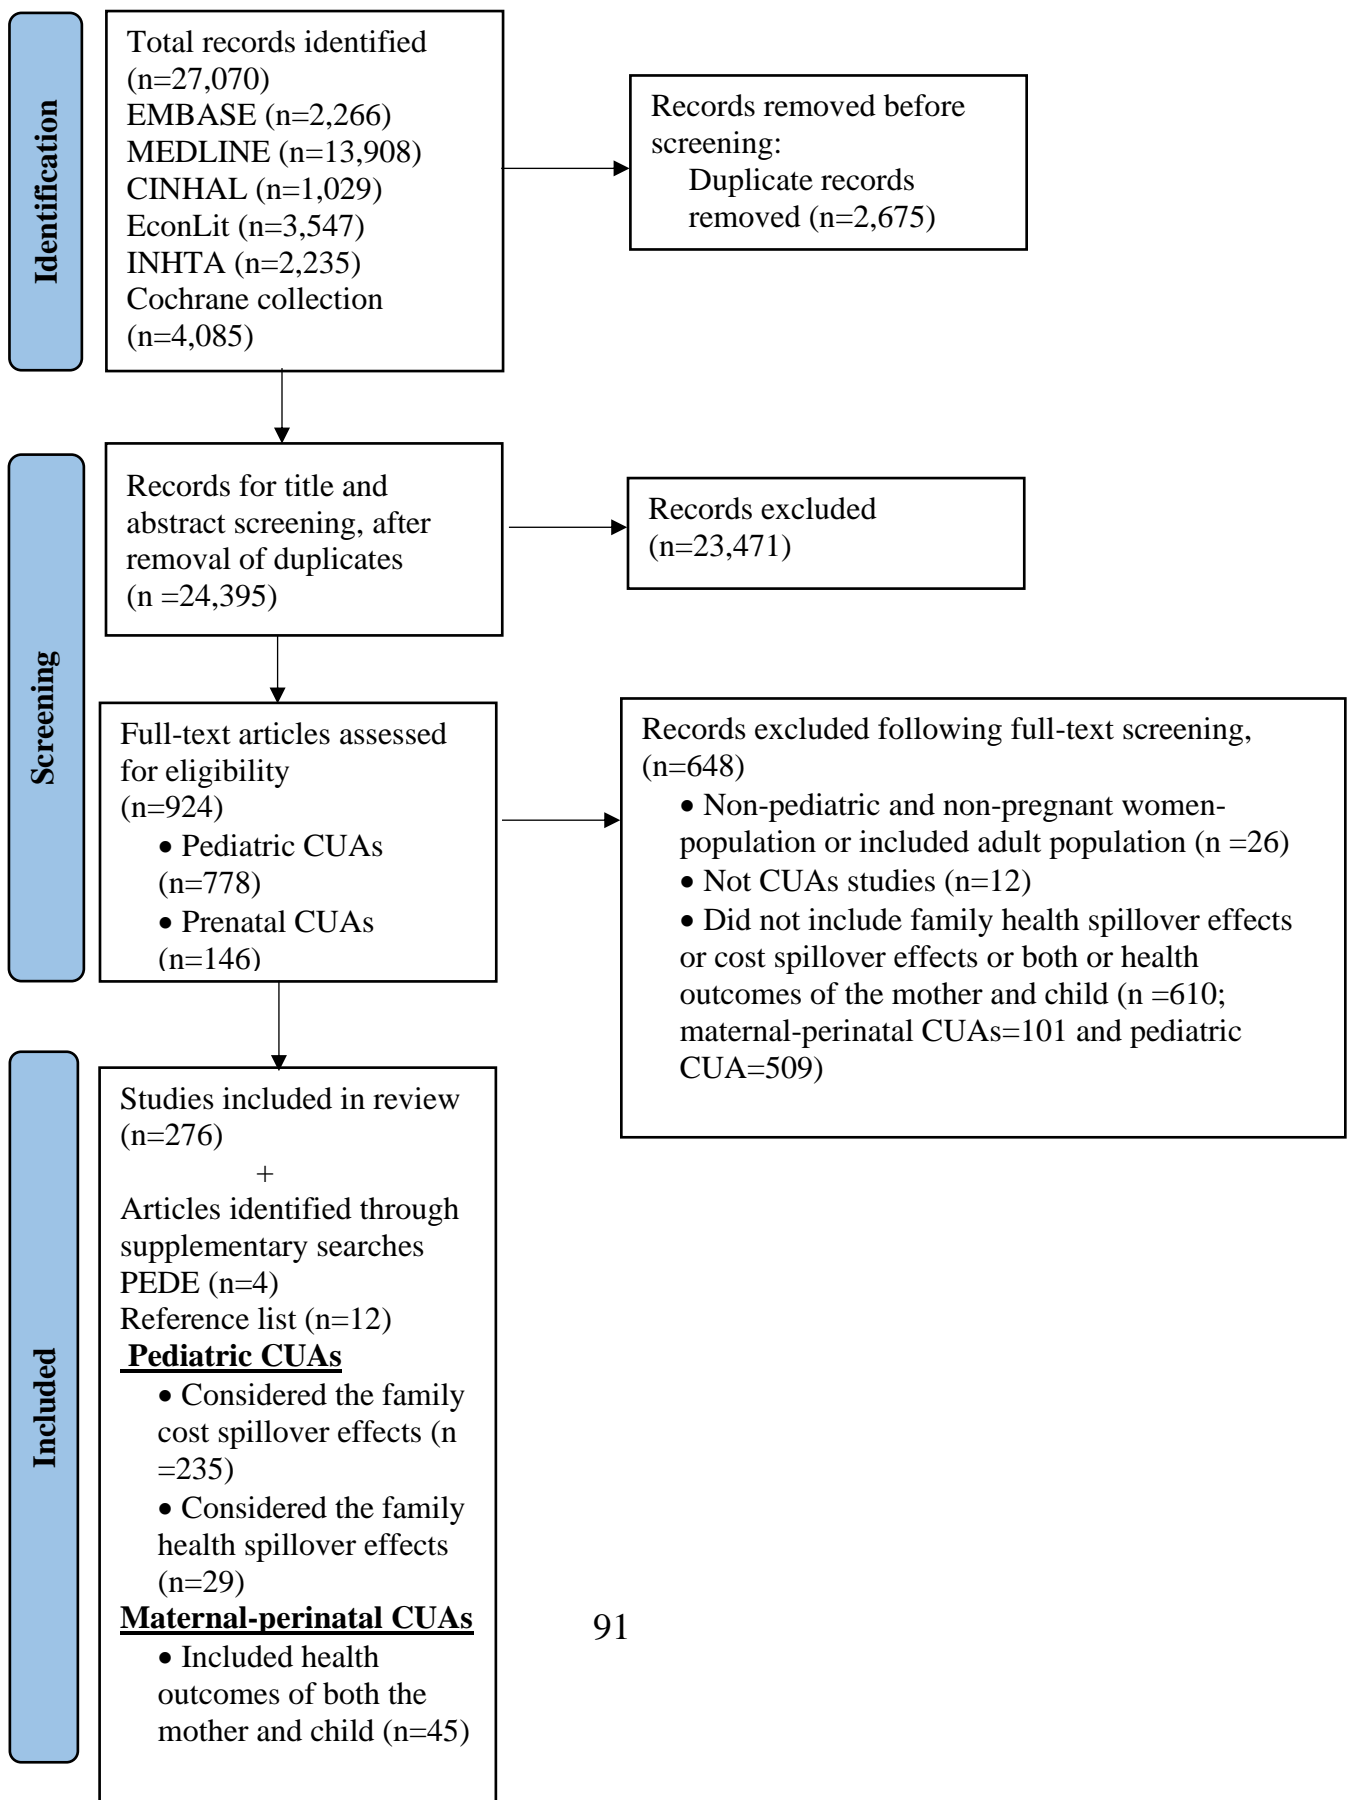 Identification
Total records identified
(n=27,070)
EMBASE (n=2,266)
MEDLINE (n=13,908)
CINHAL (n=1,029)
EconLit (n=3,547)
INHTA (n=2,235)
Cochrane collection
(n=4,085)
Records removed before
screening:
Duplicate records
removed (n=2,675)
Screening
Records for title and
abstract screening, after
removal of duplicates
(n =24,395)
Records excluded
(n=23,471)
Full-text articles assessed
for eligibility
(n=924)
• Pediatric CUAs
(n=778)
• Prenatal CUAs
(n=146)
Records excluded following full-text screening,
(n=648)
• Non-pediatric and non-pregnant women-
population or included adult population (n =26)
• Not CUAs studies (n=12)
• Did not include family health spillover effects
or cost spillover effects or both or health
outcomes of the mother and child (n =610;
maternal-perinatal CUAs=101 and pediatric
CUA=509)
Included
Studies included in review
(n=276)
+
Articles identified through
supplementary searches
PEDE (n=4)
Reference list (n=12)
Pediatric CUAs
• Considered the family
cost spillover effects (n
=235)
• Considered the family
health spillover effects
(n=29)
Maternal-perinatal CUAs
• Included health
outcomes of both the
mother and child (n=45)
91